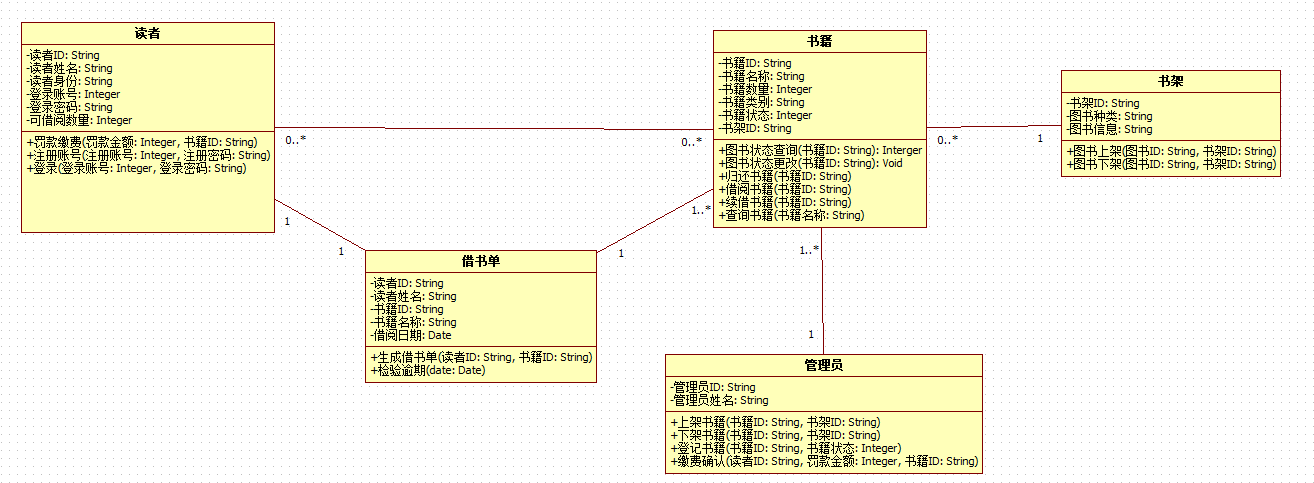 读者
-读者ID: String
-读者姓名: String
-读者身份: String
-登录账号: Integer
-登录密码: String
-可借阅数量: Integer
+罚款缴费(罚款金额: Integer, 书籍ID: String)
+注册账号(注册账号: Integer, 注册密码: String)
+登录(登录账号: Integer, 登录密码: String)
0..*
0..*
书籍
-书籍ID: String
-书籍名称: String
-书籍数量: Integer
-书籍类别: String
-书籍状态: Integer
-书架ID: String
+图书状态查询(书籍ID: String): Interger
+图书状态更改(书籍ID: String): Void
+归还书籍(书籍ID: String)
+借阅书籍(书籍ID: String)
+续借书籍(书籍ID: String)
+查询书籍(书籍名称: String)
0..*
1
书架
-书架ID: String
-图书种类: String
-图书信息: String
+图书上架(图书ID: String, 书架ID: String)
+图书下架(图书ID: String, 书架ID: String)
1
1
借书单
-读者ID: String
-读者姓名: String
-书籍ID: String
-书籍名称: String
-借阅日期: Date
+生成借书单(读者ID: String, 书籍ID: String)
+检验逾期(date: Date)
1
1..*
1..*
1
管理员
-管理员ID: String
-管理员姓名: String
+上架书籍(书籍ID: String, 书架ID: String)
+下架书籍(书籍ID: String, 书架ID: String)
+登记书籍(书籍ID: String, 书籍状态: Integer)
+缴费确认(读者ID: String, 罚款金额: Integer, 书籍ID: String)